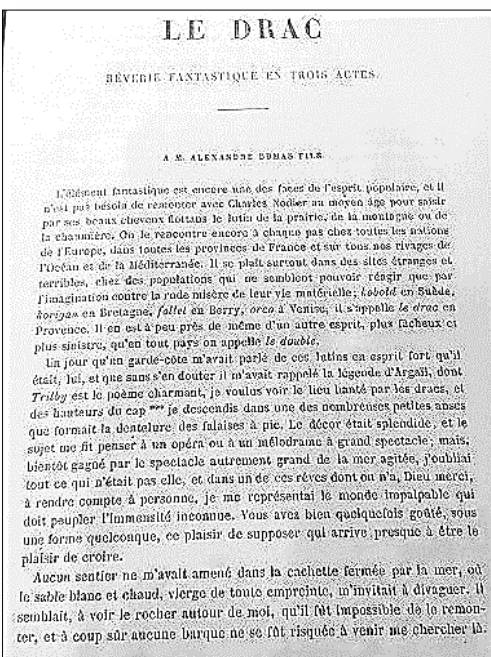 LE DRAC
RÊVERIE FANTASTIQUE EN TROIS ACTES.
A M. ALEXANDRE DUMAS FILS
L'élément fantastique est encore une des faces de l'esprit populaire, et il
n'est pas besoin de remonter avec Charles Nodier au moyen âge pour saisir
par ses beaux cheveux flottans le lutin de la prairie, de la montagne ou de
la chaumière. On le rencontre encore à chaque pas chez toutes les nations
de l'Europe, dans toutes les provinces de France et sur tous nos rivages de
l'Océan et de la Méditerranée. Il se plaît surtout dans des sites étranges et
terribles, chez des populations qui ne semblent pouvoir réagir que par
l'imagination contre la rude misère de leur vie matérielle; kobold en Suède,
korigan en Bretagne, follet en Berry, orco à Venise, il s'appelle le drac en
Provence. Il en est à peu près de même d'un autre esprit, plus fâcheux et
plus sinistre, qu'en tout pays on appelle le double.
Un jour qu'un garde-côte m'avait parlé de ces lutins en esprit fort qu'il
était, lui, et que sans s'en douter il m'avait rappelé la légende d'Argaïl, dont
Trilby est le poème charmant, je voulus voir le lieu hanté par les dracs, et
des hauteurs du cap *** je descendis dans une des nombreuses petites anses
que formait la dentelure des falaises à pic. Le décor était splendide, et le
sujet me fit penser à un opéra ou à un mélodrame à grand spectacle; mais,
bientôt gagné par le spectacle autrement grand de la mer agitée, j'oubliai
tout ce qui n'était pas elle, et dans un de ces rêves dont on n'a, Dieu merci,
à rendre compte à personne, je me représentai le monde impalpable qui
doit peupler l'immensité inconnue. Vous avez bien quelquefois goûté, sous
une forme quelconque, ce plaisir de supposer qui arrive presque à être le
plaisir de croire.
Aucun sentier ne m'avait amené dans la cachette fermée par la mer, où
le sable blanc et chaud, vierge de toute empreinte, m'invitait à divaguer. Il
semblait, à voir le rocher autour de moi, qu'il fût impossible de le remon-
ter, et à coup sûr aucune barque ne se fût risquée à venir me chercher là.